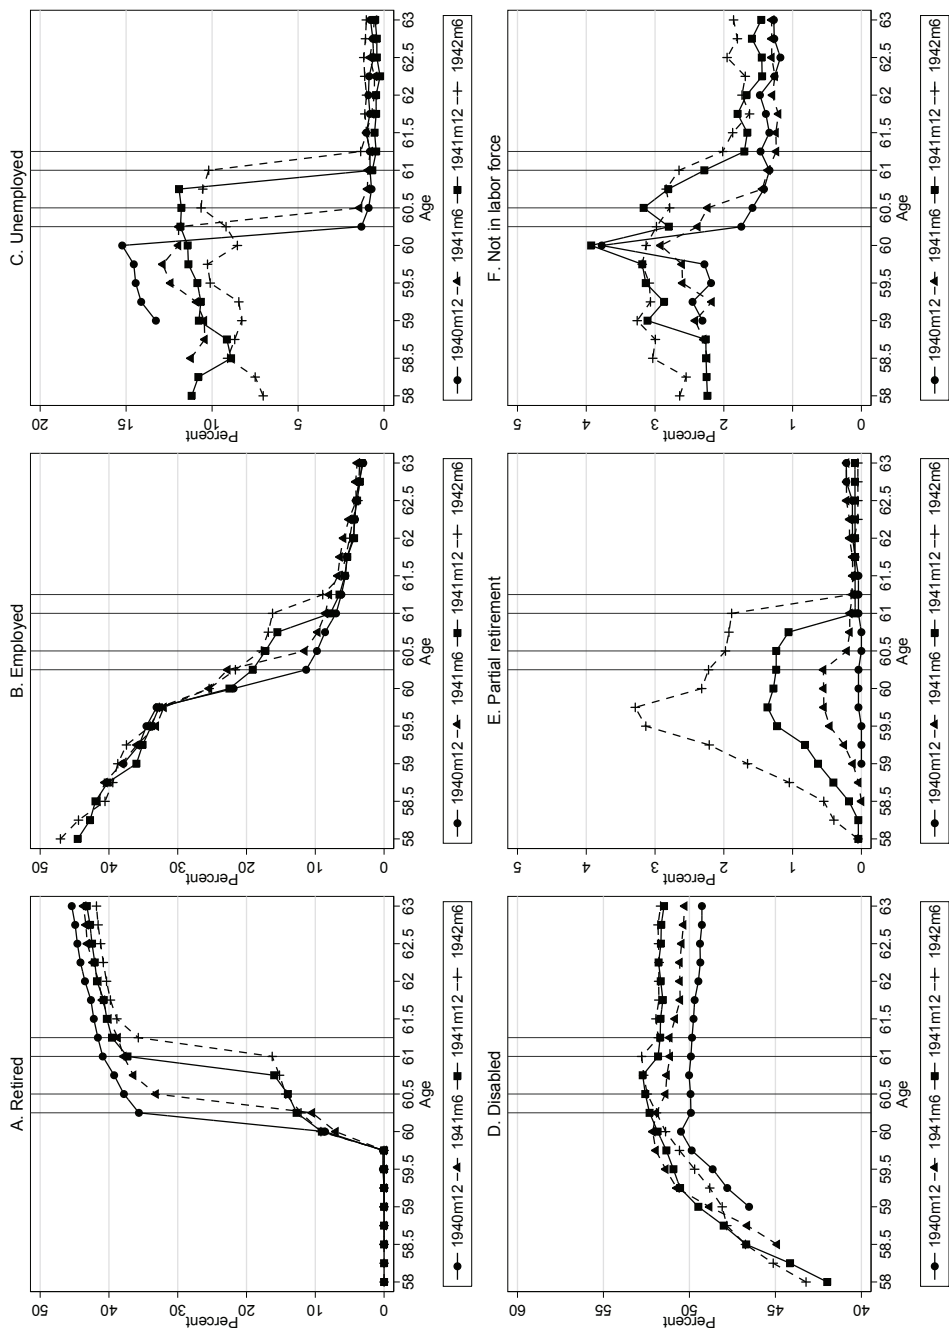 A. Retired
Percent
50
40
30
20
10
0
58 58.5 59 59.5 60 60.5 61 61.5 62 62.5 63
Age
1940m12 1941m6 1941m12 1942m6
B. Employed
Percent
50
40
30
20
10
0
58 58.5 59 59.5 60 60.5 61 61.5 62 62.5 63
Age
1940m12 1941m6 1941m12 1942m6
C. Unemployed
Percent
20
15
10
5
0
58 58.5 59 59.5 60 60.5 61 61.5 62 62.5 63
Age
1940m12 1941m6 1941m12 1942m6
D. Disabled
Percent
60
55
50
45
40
58 58.5 59 59.5 60 60.5 61 61.5 62 62.5 63
Age
1940m12 1941m6 1941m12 1942m6
E. Partial retirement
Percent
5
4
3
2
1
0
58 58.5 59 59.5 60 60.5 61 61.5 62 62.5 63
Age
1940m12 1941m6 1941m12 1942m6
F. Not in labor force
Percent
5
4
3
2
1
0
58 58.5 59 59.5 60 60.5 61 61.5 62 62.5 63
Age
1940m12 1941m6 1941m12 1942m6